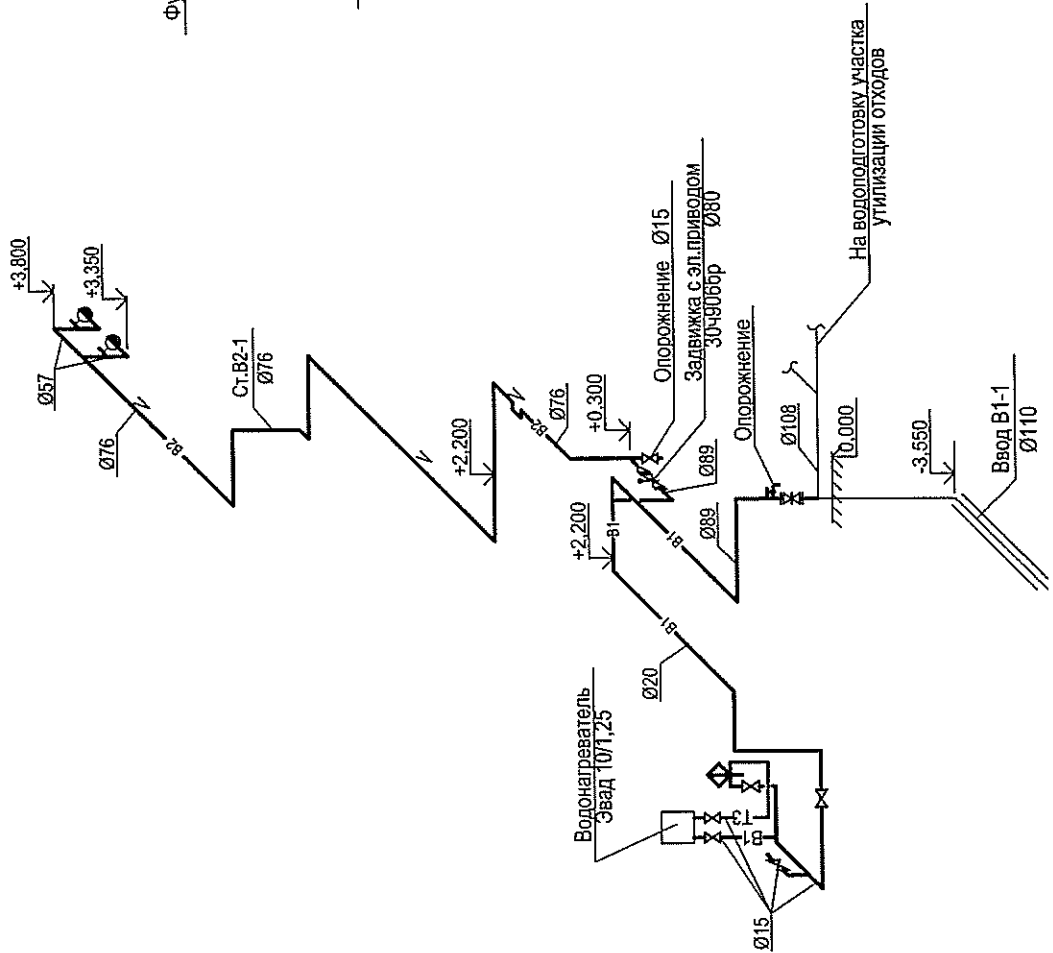 Фу
+3,800
+3,350
Ø57
Ø76
В2
Ст.В2-1
Ø76
+2,200
В2
Ø76
+0,300
Опорожнение Ø15
Задвижка с эл.приводом
30ч906бр Ø80
Ø89
+2,200
В1
В1
В1
Ø20
Ø89
Опорожнение
Ø108
0,000
На водоподготовку участка
утилизации отходов
-3,550
Ввод В1-1
Ø110
Водонагреватель
Эвад 10/1,25
Т3
В1
Ø15